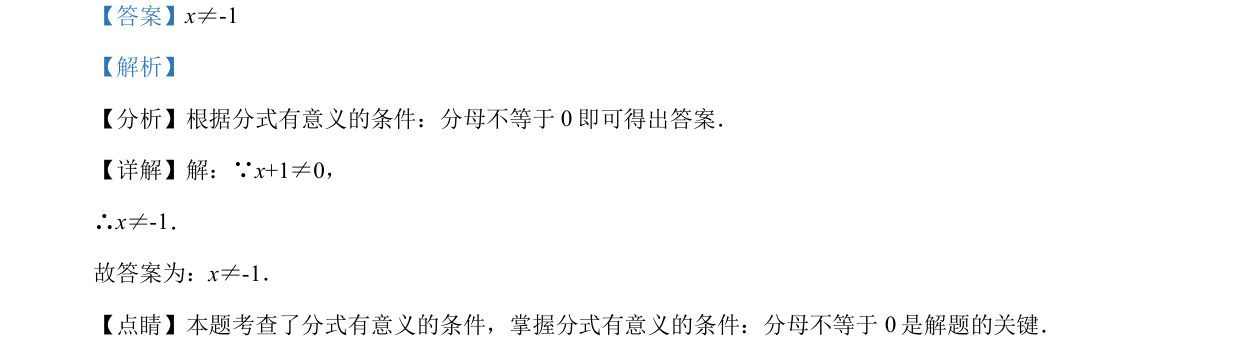 【答案】x≠-1
【解析】
【分析】根据分式有意义的条件：分母不等于 0 即可得出答案．
【详解】解：∵x+1≠0，
∴x≠-1．
故答案为：x≠-1．
【点睛】本题考查了分式有意义的条件，掌握分式有意义的条件：分母不等于 0 是解题的关键．